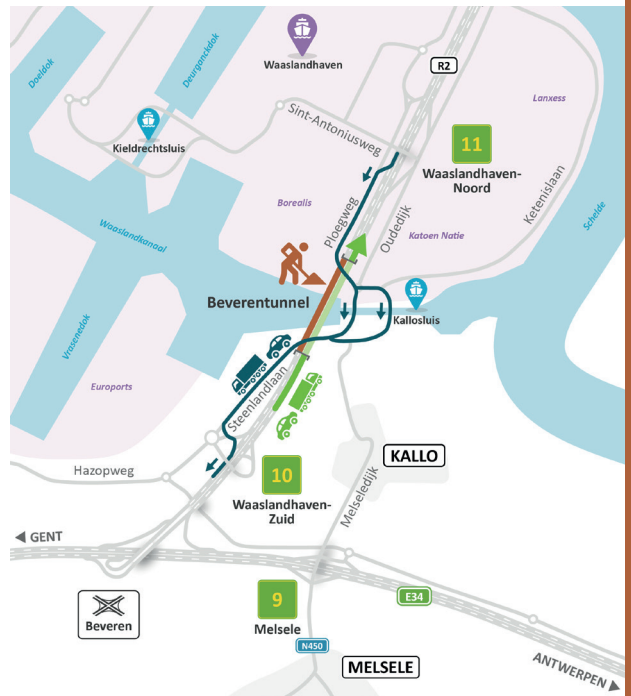 Waaslandhaven
R2
Doeldok
Deurganckdok
Lanxess
Sint-Antoniusweg
Kieldrechtsluis
11
Waaslandhaven-
Noord
Ketenislaan
Borealis
Ploegweg
Oudedijk
Katoen Natie
Schelde
Waaslandkanaal
Beverentunnel
Kallosluis
Vrasenedok
Euroports
Steenlandlaan
KALLO
Hazopweg
10
Waaslandhaven-
Zuid
Melseledijk
GENT
Beveren
9
Melsele
E34
N450
MELSELE
ANTWERPEN